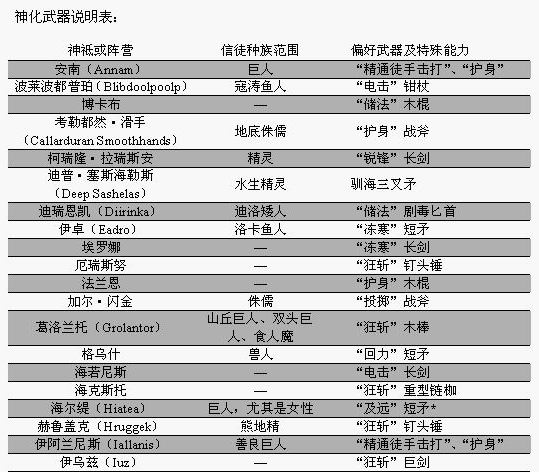 神化武器说明表：
神祇或阵营 信徒种族范围 偏好武器及特殊能力
安南（Annam） 巨人 “精通徒手击打”、“护身”
波莱波都普珀（Blibdoolpoolp） 寇涛鱼人 “电击”钳杖
博卡布 — “储法”木棍
考勒都然·滑手
（Callarduran Smoothhands） 地底侏儒 “护身”战斧
柯瑞隆·拉瑞斯安 精灵 “锐锋”长剑
迪普·塞斯海勒斯
（Deep Sashelas） 水生精灵 驯海三叉矛
迪瑞恩凯（Diirinka） 迪洛矮人 “储法”剧毒匕首
伊卓（Eadro） 洛卡鱼人 “冻寒”短矛
埃罗娜 — “冻寒”长剑
厄瑞斯努 — “狂斩”钉头锤
法兰恩 — “护身”木棍
加尔·闪金 侏儒 “投掷”战斧
葛洛兰托（Grolantor） 山丘巨人、双头巨
人、食人魔 “狂斩”木棒
格乌什 兽人 “回力”短矛
海若尼斯 — “电击”长剑
海克斯托 — “狂斩”重型链枷
海尔缇（Hiatea） 巨人，尤其是女性 “及远”短矛*
赫鲁盖克（Hruggek） 熊地精 “狂斩”钉头锤
伊阿兰尼斯（Iallanis） 善良巨人 “精通徒手击打”、“护身”
伊乌兹（Iuz） — “狂斩”巨剑